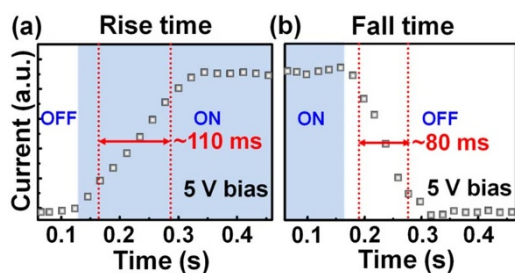 (a) Rise time
Current (a.u.)
OFF
ON
~110 ms
5 V bias
0.1 0.2 0.3 0.4
Time (s)
(b) Fall time
ON
OFF
~80 ms
5 V bias
0.1 0.2 0.3 0.4
Time (s)